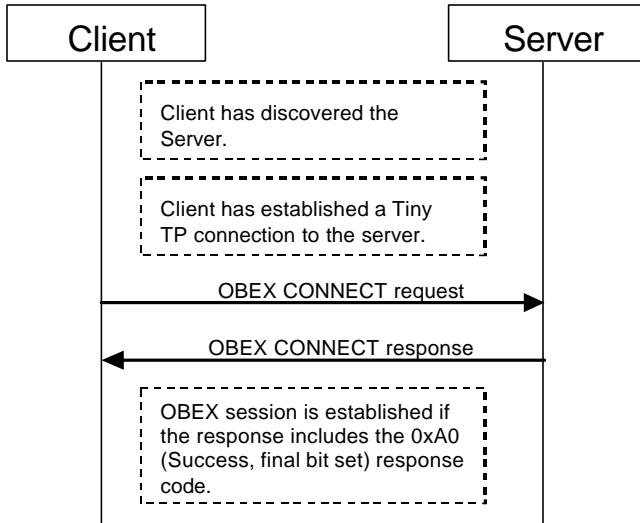 Client
Server
Client has discovered the
Server.
Client has established a Tiny
TP connection to the server.
OBEX CONNECT request
OBEX CONNECT response
OBEX session is established if
the response includes the 0xA0
(Success, final bit set) response
code.